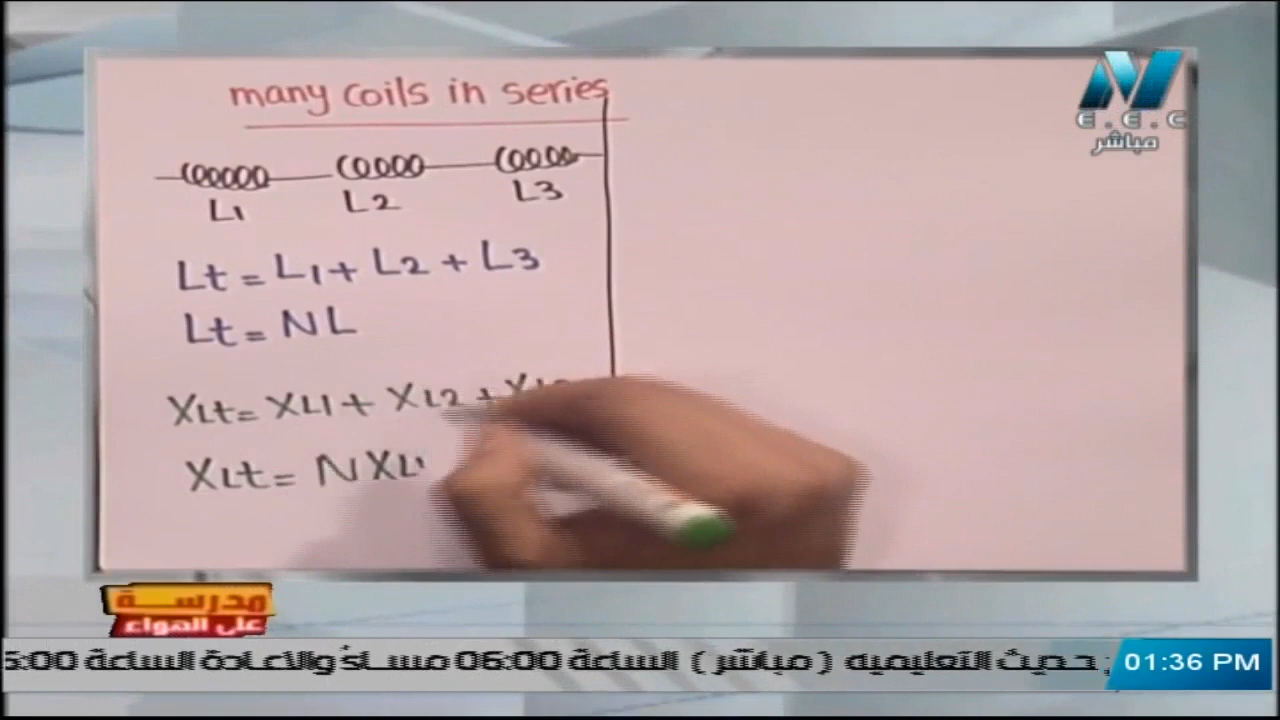 many coils in series
E.E.C
مباشر
L1 L2 L3
Lt = L1 + L2 + L3
Lt = NL
XLt = XL1 + XL2 +
XLt = NXL
مدرسة
على الهواء
حديث التعليميه ( مباشر ) الساعة 06:00 مساءً والاعادة الساعة 5:00
01:36 PM